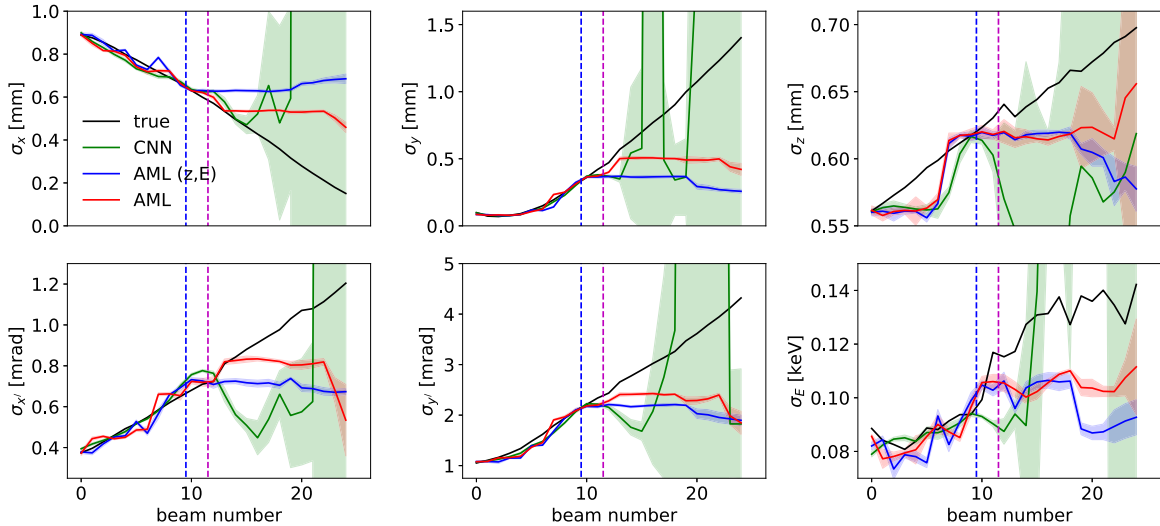 σx [mm]
1.0
0.8
0.6
0.4
0.2
0.0
true
CNN
AML (z,E)
AML
σy [mm]
1.5
1.0
0.5
0.0
σz [mm]
0.70
0.65
0.60
0.55
σx' [mrad]
1.2
1.0
0.8
0.6
0.4
0
10
20
beam number
σy' [mrad]
5
4
3
2
1
0
10
20
beam number
σE [keV]
0.14
0.12
0.10
0.08
0
10
20
beam number